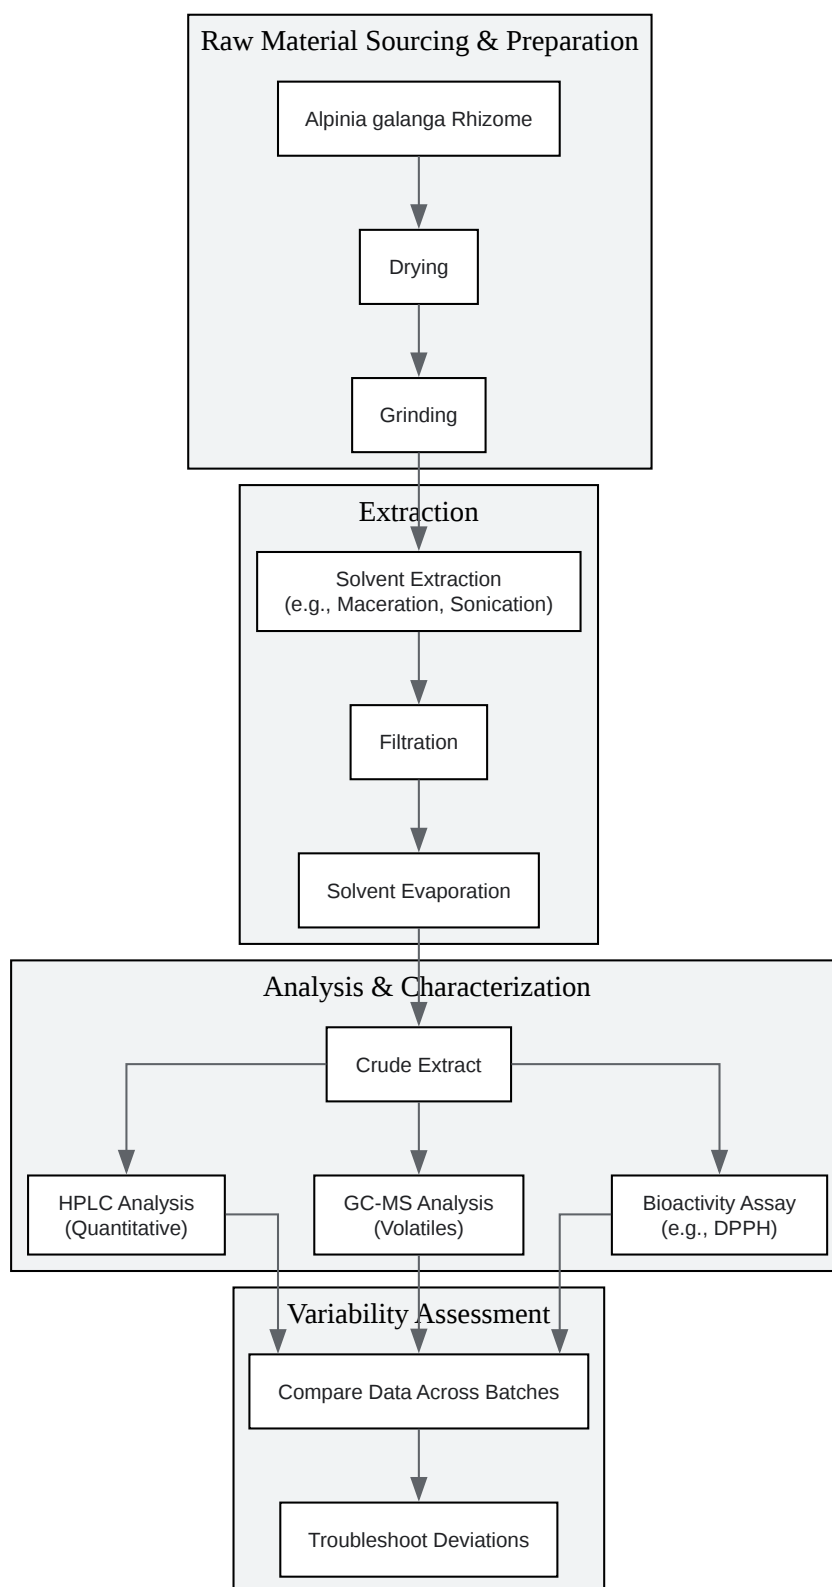 Raw Material Sourcing & Preparation
Alpinia galanga Rhizome
Drying
Grinding
Extraction
Solvent Extraction
(e.g., Maceration, Sonication)
Filtration
Solvent Evaporation
Analysis & Characterization
Crude Extract
HPLC Analysis
(Quantitative)
GC-MS Analysis
(Volatiles)
Bioactivity Assay
(e.g., DPPH)
Variability Assessment
Compare Data Across Batches
Troubleshoot Deviations